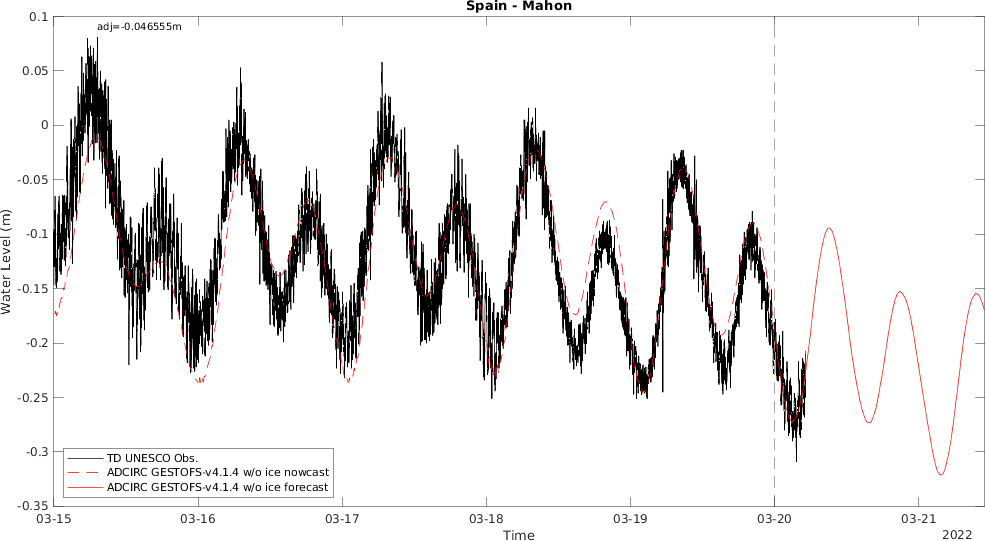 Spain - Mahon
adj=-0.046555m
0.1
0.05
0
-0.05
-0.1
-0.15
-0.2
-0.25
-0.3
-0.35
Water Level (m)
TD UNESCO Obs.
ADCIRC GESTOFS-v4.1.4 w/o ice nowcast
ADCIRC GESTOFS-v4.1.4 w/o ice forecast
03-15 03-16 03-17 03-18 03-19 03-20 03-21
Time
2022